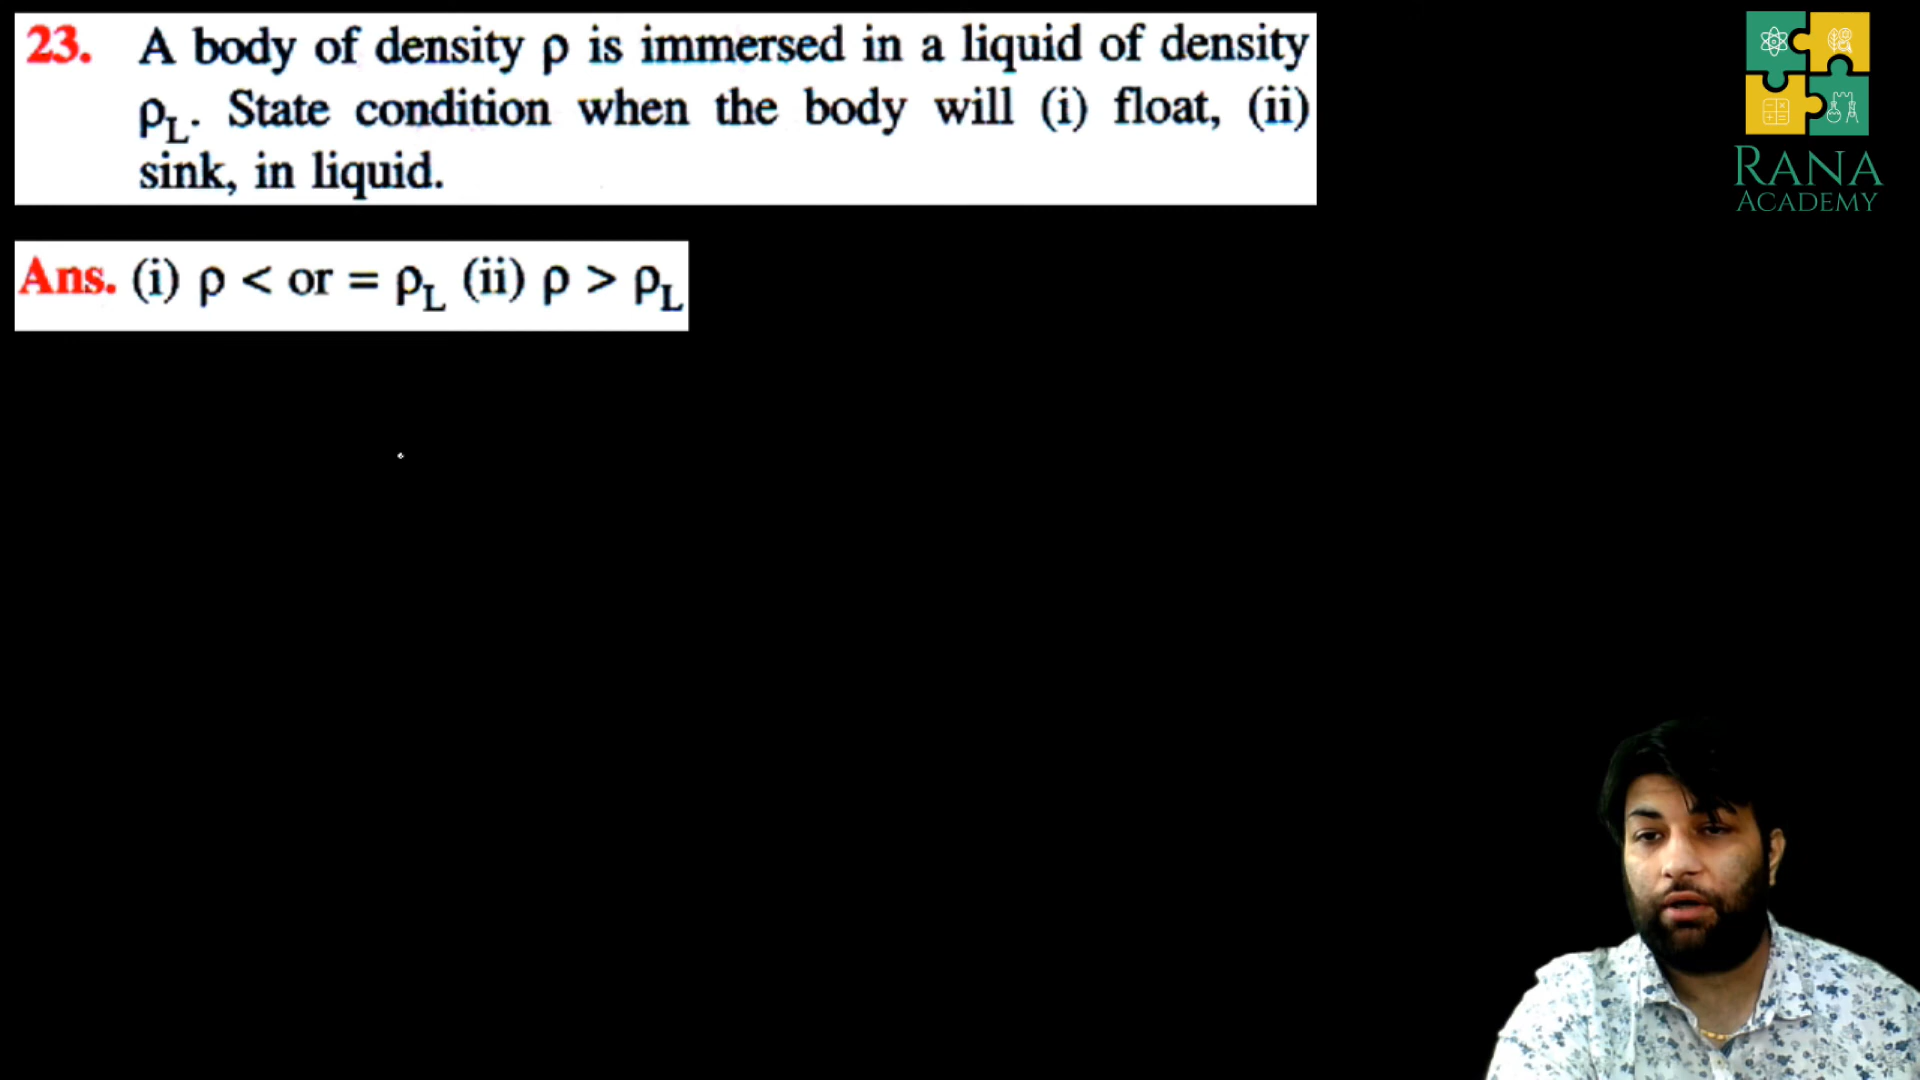 23. A body of density ρ is immersed in a liquid of density
ρL. State condition when the body will (i) float, (ii)
sink, in liquid.
Ans. (i) ρ < or = ρL (ii) ρ > ρL
RANA
ACADEMY